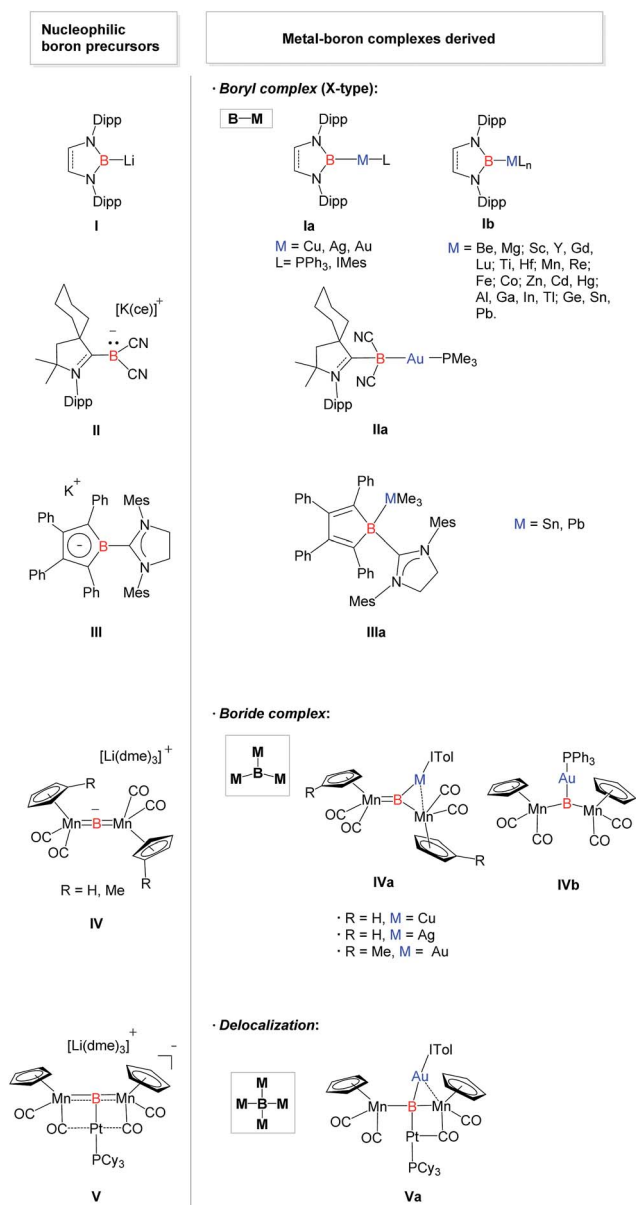 Nucleophilic
boron precursors
Metal-boron complexes derived
· Boryl complex (X-type):
B—M
Dipp
N
B—Li
N
Dipp
I
Dipp
N
B—M—L
N
Dipp
Ia
M = Cu, Ag, Au
L= PPh3, IMes
Dipp
N
B—MLn
N
Dipp
Ib
M = Be, Mg; Sc, Y, Gd,
Lu; Ti, Hf; Mn, Re;
Fe; Co; Zn, Cd, Hg;
Al, Ga, In, Tl; Ge, Sn,
Pb.
[K(ce)]+
−
CN
B
CN
N
Dipp
II
NC
B—Au—PMe3
NC
N
Dipp
IIa
K+
Ph
Ph
Mes
N
−
B
N
Ph
Ph
Mes
III
Ph
MMe3
Ph
Mes
B
N
Ph
Ph
N
Mes
IIIa
M = Sn, Pb
· Boride complex:
M
B
M M
[Li(dme)3]+
R
−
CO
CO
Mn=B=Mn
OC
OC
R
R = H, Me
IV
ITol
M
R
CO
CO
Mn=B
Mn
OC
OC
R
IVa
· R = H, M = Cu
· R = H, M = Ag
· R = Me, M = Au
PPh3
Au
Mn B Mn
OC CO OC CO
IVb
· Delocalization:
M
M—B—M
M
[Li(dme)3]+
−
Mn=B=Mn
OC
CO
OC Pt CO
PCy3
V
ITol
Au
Mn—B—Mn
OC
OC
CO
Pt—CO
PCy3
Va